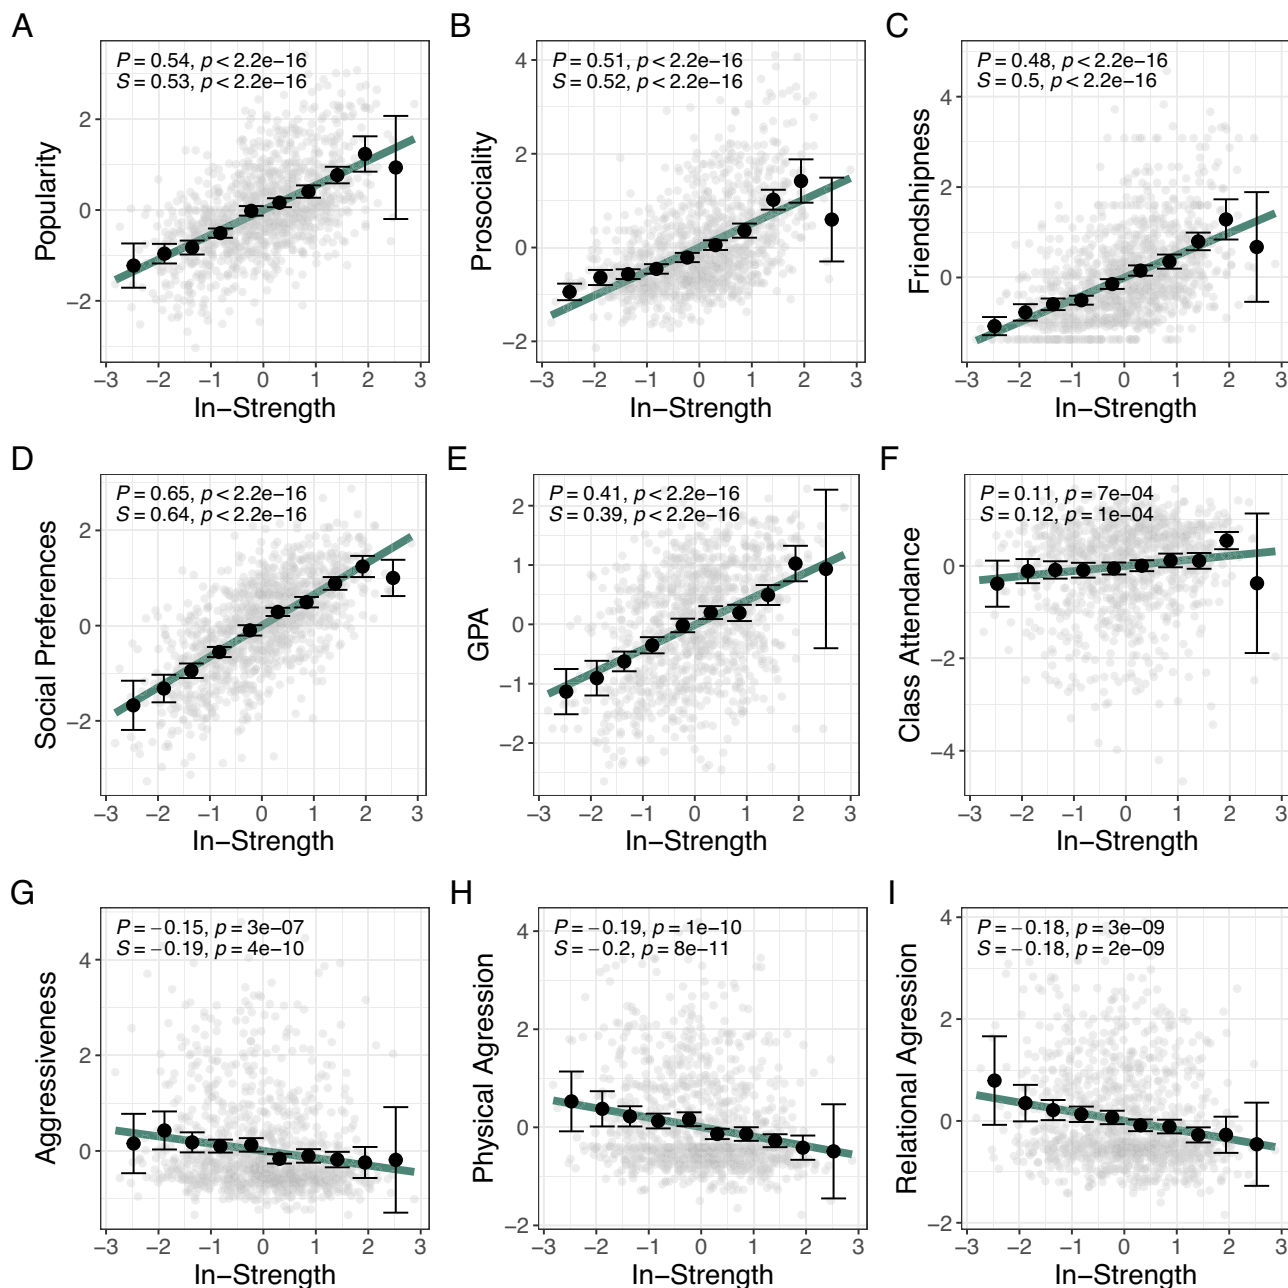 A
P = 0.54, p < 2.2e−16
S = 0.53, p < 2.2e−16
Popularity
2
0
−2
−3 −2 −1 0 1 2 3
In−Strength
B
P = 0.51, p < 2.2e−16
S = 0.52, p < 2.2e−16
Prosociality
4
2
0
−2
−3 −2 −1 0 1 2 3
In−Strength
C
P = 0.48, p < 2.2e−16
S = 0.5, p < 2.2e−16
Friendshipness
4
2
0
−3 −2 −1 0 1 2 3
In−Strength
D
P = 0.65, p < 2.2e−16
S = 0.64, p < 2.2e−16
Social Preferences
2
0
−2
−3 −2 −1 0 1 2 3
In−Strength
E
P = 0.41, p < 2.2e−16
S = 0.39, p < 2.2e−16
GPA
2
1
0
−1
−2
−3 −2 −1 0 1 2 3
In−Strength
F
P = 0.11, p = 7e−04
S = 0.12, p = 1e−04
Class Attendance
0
−2
−4
−3 −2 −1 0 1 2 3
In−Strength
G
P = −0.15, p = 3e−07
S = −0.19, p = 4e−10
Aggressiveness
4
2
0
−3 −2 −1 0 1 2 3
In−Strength
H
P = −0.19, p = 1e−10
S = −0.2, p = 8e−11
Physical Agression
4
2
0
−2
−3 −2 −1 0 1 2 3
In−Strength
I
P = −0.18, p = 3e−09
S = −0.18, p = 2e−09
Relational Agression
4
2
0
−2
−3 −2 −1 0 1 2 3
In−Strength